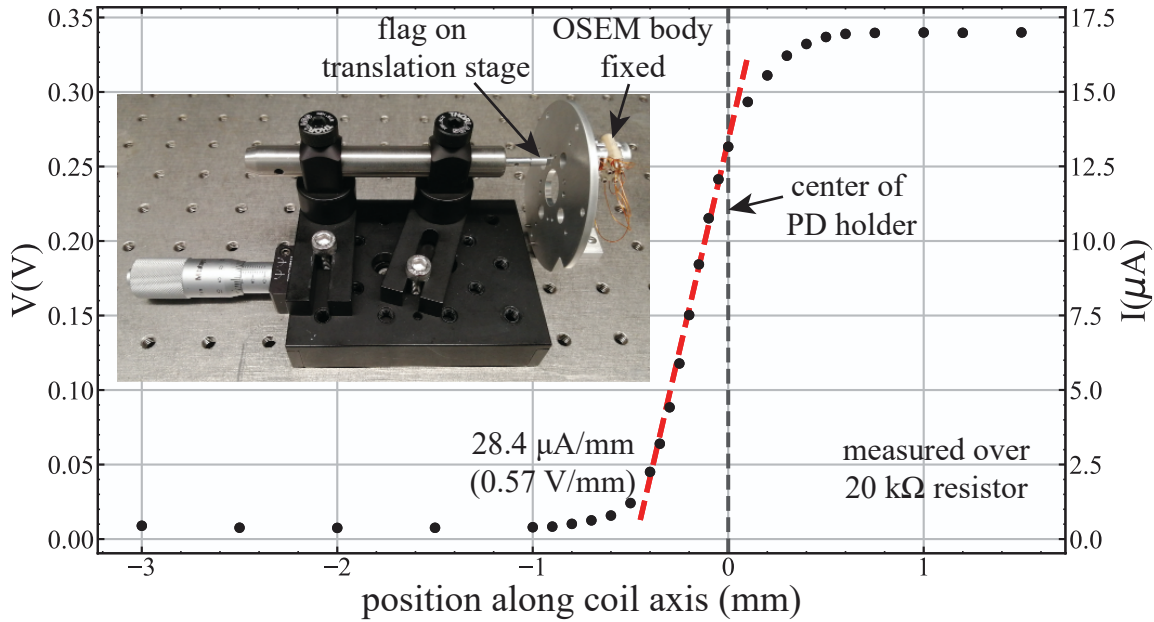 flag on
translation stage
OSEM body
fixed
center of
PD holder
28.4 μA/mm
(0.57 V/mm)
measured over
20 kΩ resistor
V(V)
0.35
0.30
0.25
0.20
0.15
0.10
0.05
0.00
I(μA)
17.5
15.0
12.5
10.0
7.5
5.0
2.5
0.0
−3
−2
−1
0
1
position along coil axis (mm)